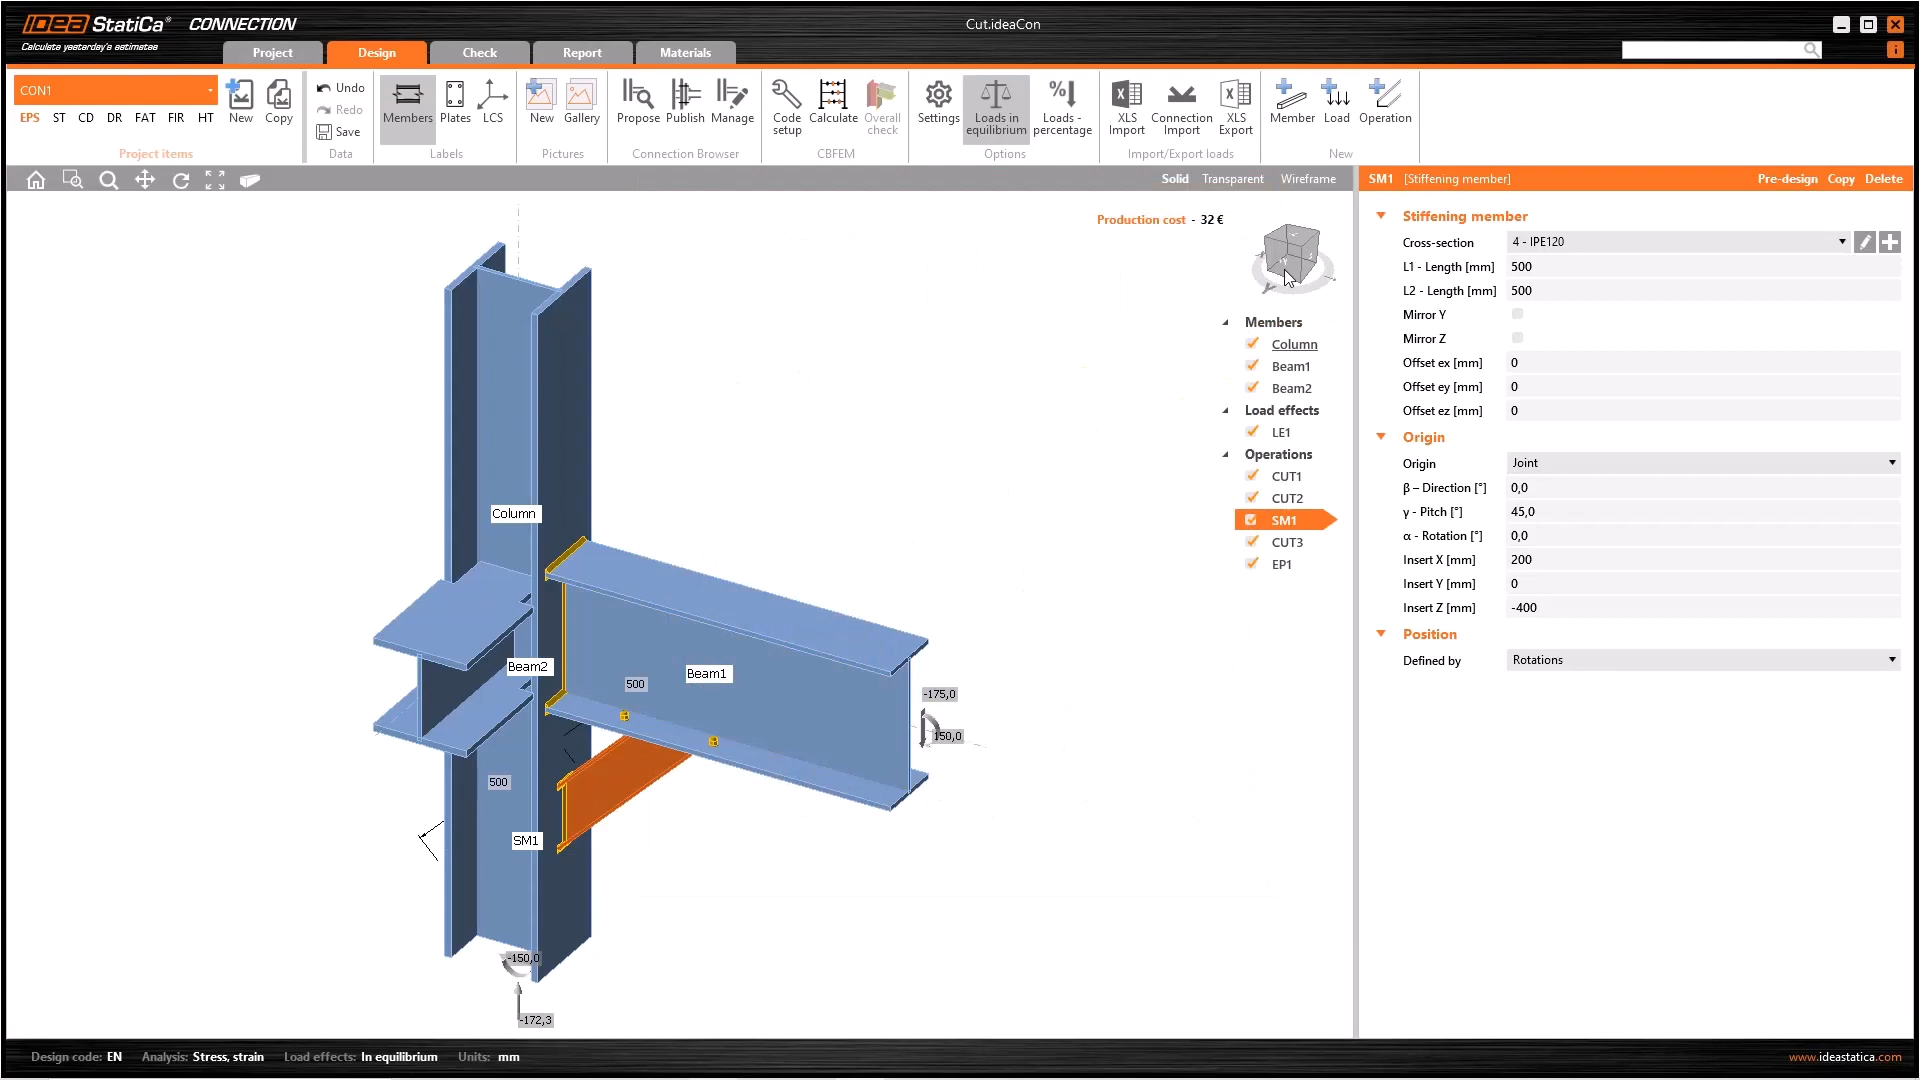 IDEA StatiCa® CONNECTION
Calculate yesterday's estimates
Cut.ideaCon
Project
Design
Check
Report
Materials
CON1
EPS ST CD DR FAT FIR HT
New
Copy
Project items
Undo
Redo
Save
Data
Members
Plates
LCS
Labels
New
Gallery
Pictures
Propose
Publish
Manage
Connection Browser
Code
setup
Calculate
Overall
check
CBFEM
Settings
Loads in
equilibrium
Loads -
percentage
Options
XLS
Import
Connection
Import
XLS
Export
Import/Export loads
Member
Load
Operation
New
Solid Transparent Wireframe
SM1 [Stiffening member]
Pre-design Copy Delete
Production cost - 32 €
Members
Column
Beam1
Beam2
Load effects
LE1
Operations
CUT1
CUT2
SM1
CUT3
EP1
Column
Beam2
Beam1
500
-175,0
150,0
500
SM1
-150,0
-172,3
Stiffening member
Cross-section 4 - IPE120
L1 - Length [mm] 500
L2 - Length [mm] 500
Mirror Y
Mirror Z
Offset ex [mm] 0
Offset ey [mm] 0
Offset ez [mm] 0
Origin
Origin Joint
β – Direction [°] 0,0
γ - Pitch [°] 45,0
α - Rotation [°] 0,0
Insert X [mm] 200
Insert Y [mm] 0
Insert Z [mm] -400
Position
Defined by Rotations
Design code: EN Analysis: Stress, strain Load effects: In equilibrium Units: mm
www.ideastatica.com